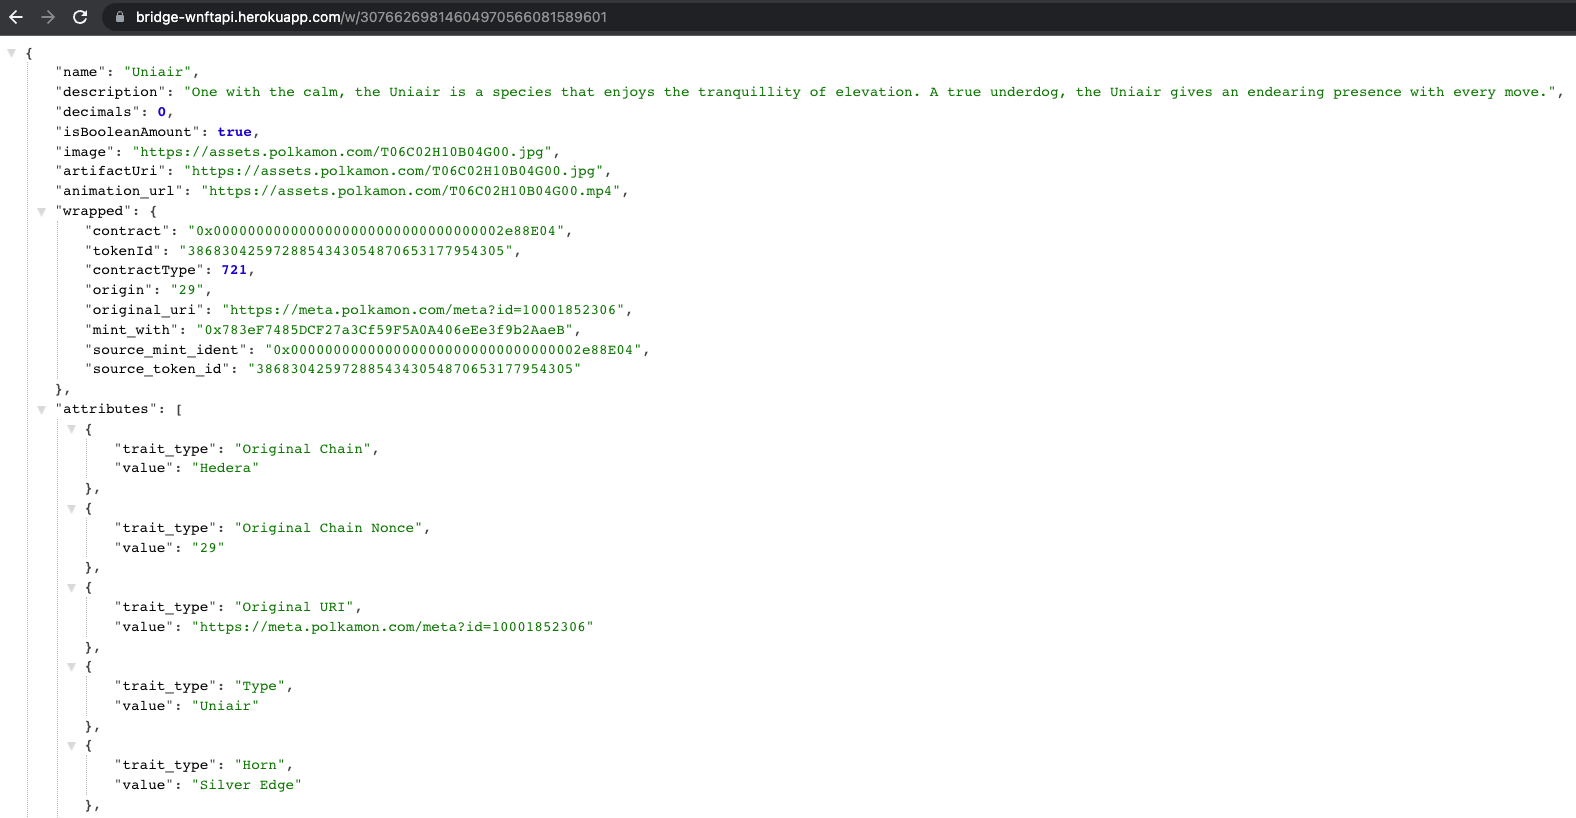 bridge-wnftapi.herokuapp.com/w/30766269814604970566081589601
{
"name": "Uniair",
"description": "One with the calm, the Uniair is a species that enjoys the tranquillity of elevation. A true underdog, the Uniair gives an endearing presence with every move.",
"decimals": 0,
"isBooleanAmount": true,
"image": "https://assets.polkamon.com/T06C02H10B04G00.jpg",
"artifactUri": "https://assets.polkamon.com/T06C02H10B04G00.jpg",
"animation_url": "https://assets.polkamon.com/T06C02H10B04G00.mp4",
"wrapped": {
"contract": "0x0000000000000000000000000000000002e88E04",
"tokenId": "38683042597288543430548706531779543​05",
"contractType": 721,
"origin": "29",
"original_uri": "https://meta.polkamon.com/meta?id=10001852306",
"mint_with": "0x783eF7485DCF27a3Cf59F5A0A406eEe3f9b2AaeB",
"source_mint_ident": "0x0000000000000000000000000000000002e88E04",
"source_token_id": "3868304259728854343054870653177954305"
},
"attributes": [
{
"trait_type": "Original Chain",
"value": "Hedera"
},
{
"trait_type": "Original Chain Nonce",
"value": "29"
},
{
"trait_type": "Original URI",
"value": "https://meta.polkamon.com/meta?id=10001852306"
},
{
"trait_type": "Type",
"value": "Uniair"
},
{
"trait_type": "Horn",
"value": "Silver Edge"
},